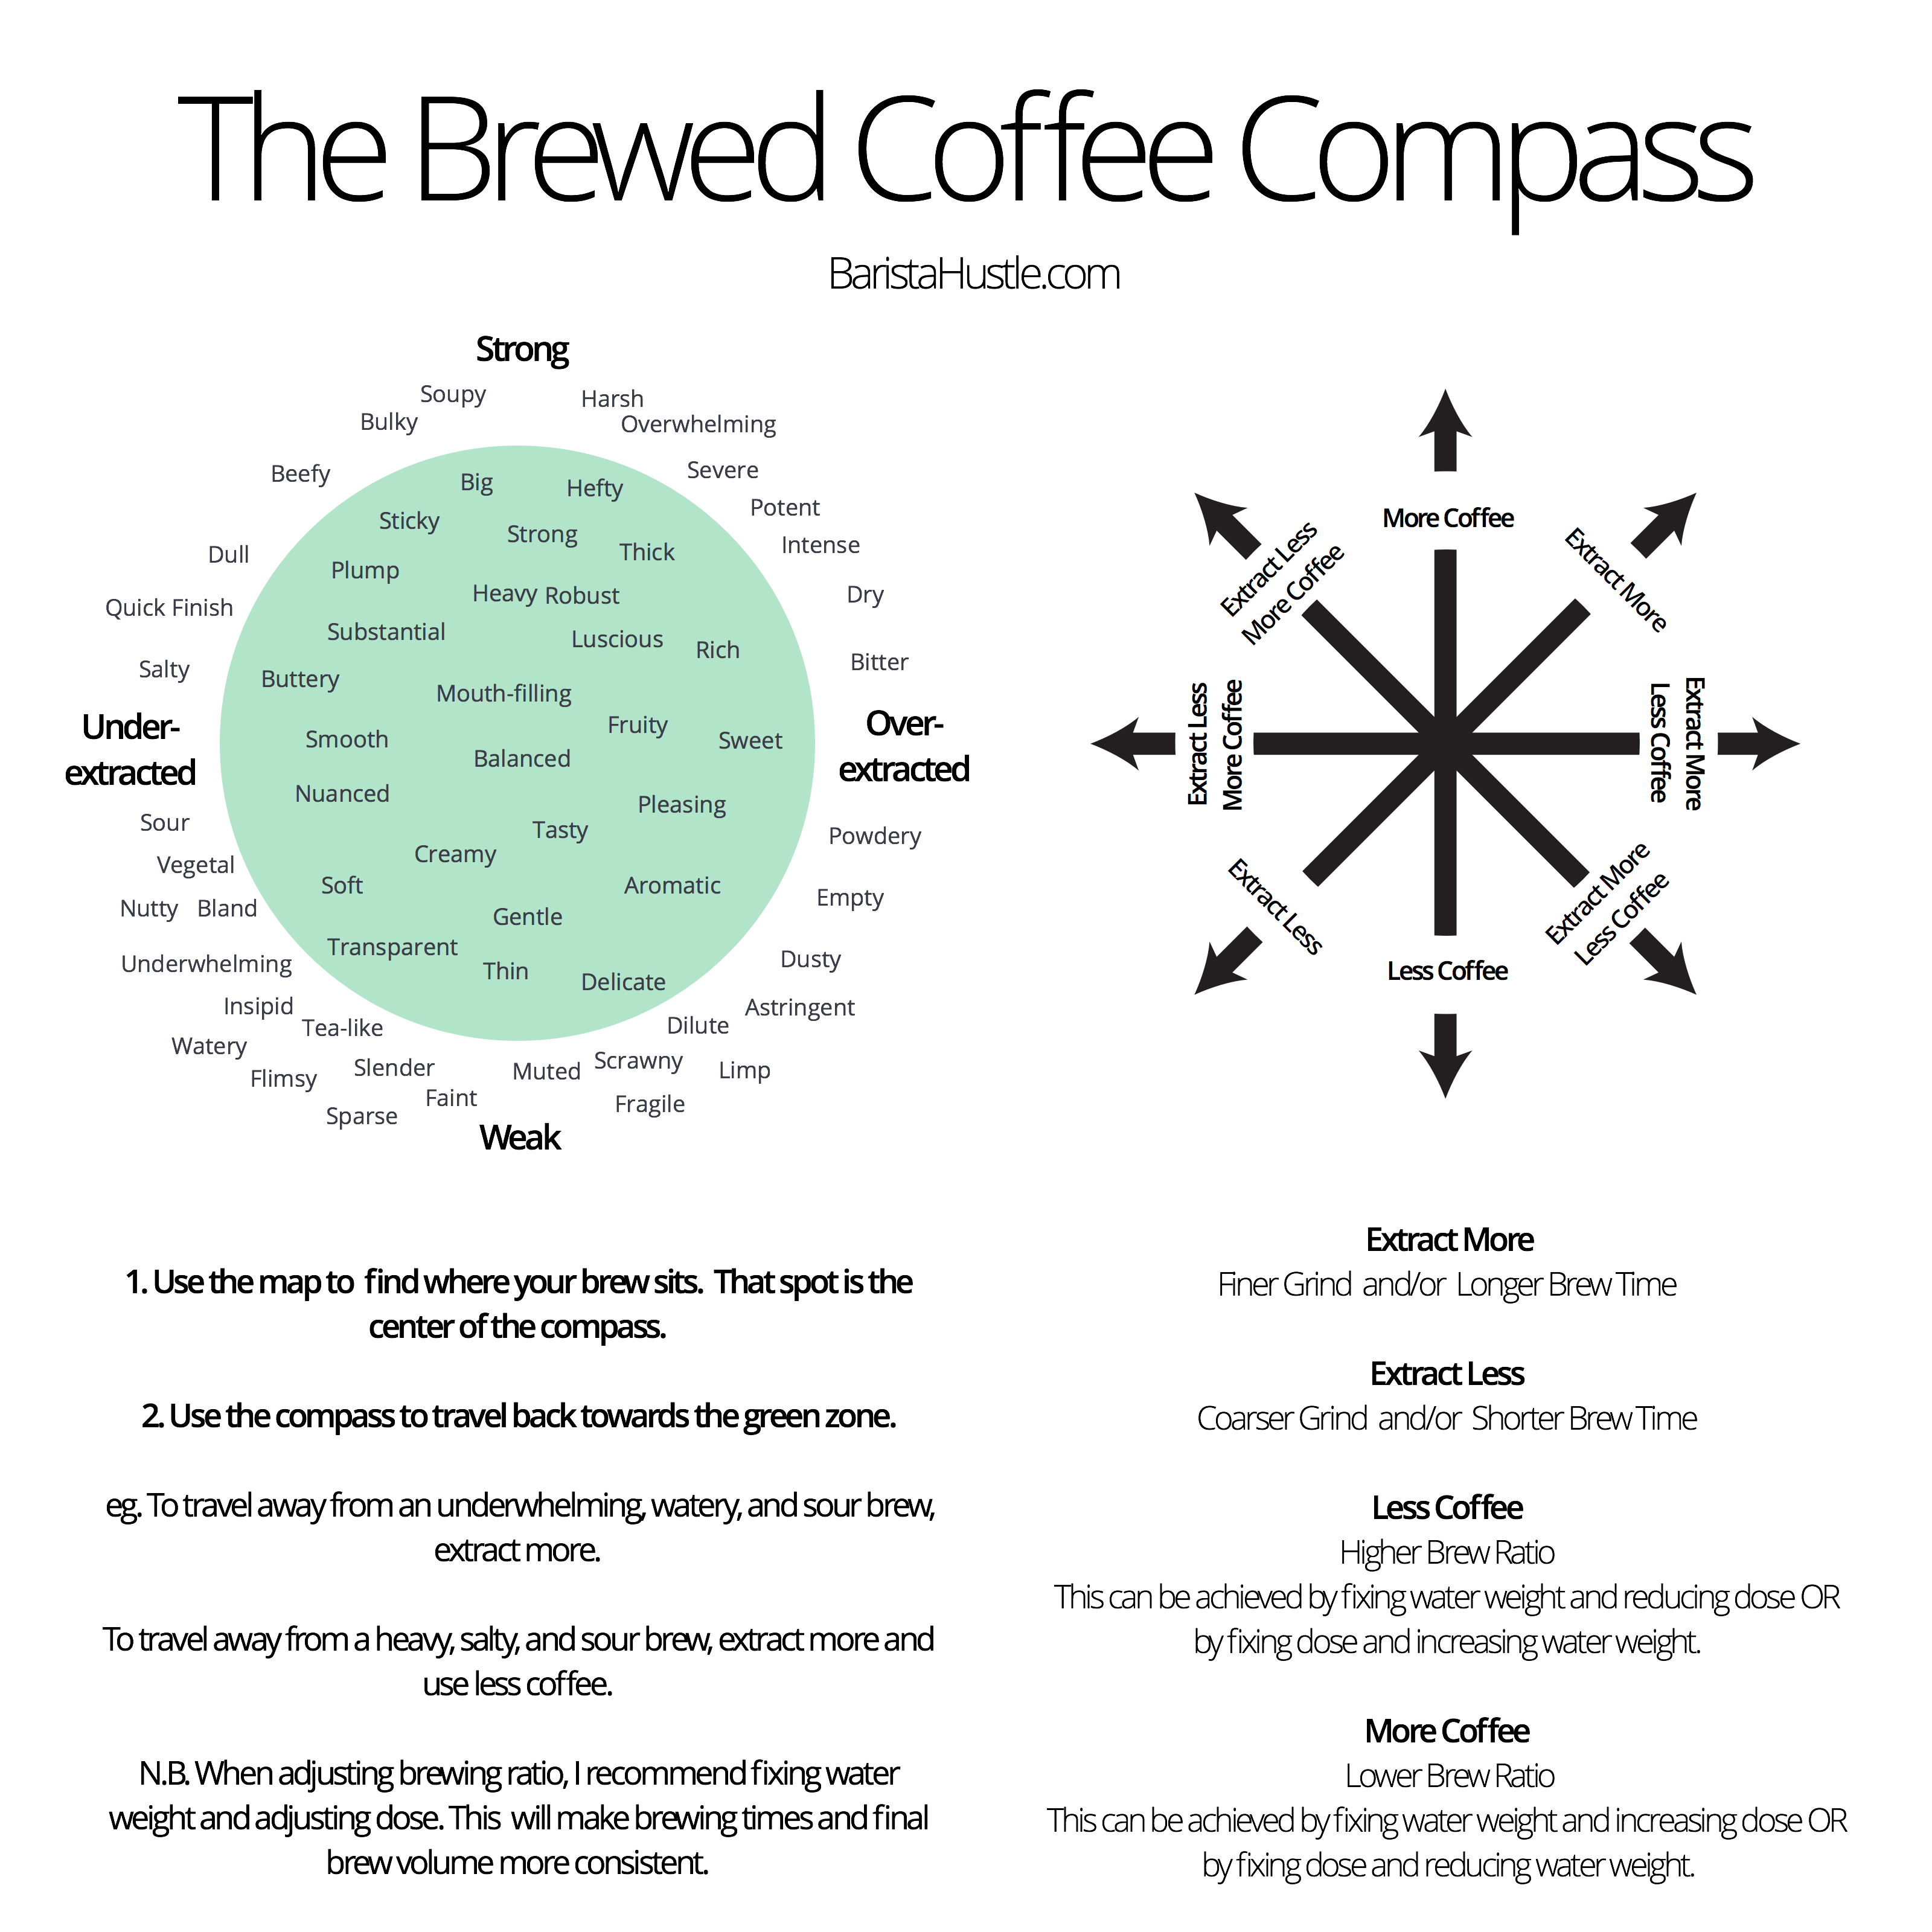 The Brewed Coffee Compass
BaristaHustle.com
Strong
Soupy
Harsh
Bulky
Overwhelming
Beefy
Severe
Big
Hefty
Potent
Sticky
Strong
Intense
Dull
Thick
Plump
Heavy
Robust
Dry
Quick Finish
Substantial
Luscious
Rich
Bitter
Salty
Buttery
Mouth-filling
Under-
extracted
Over-
extracted
Fruity
Smooth
Sweet
Balanced
Nuanced
Pleasing
Sour
Tasty
Powdery
Creamy
Vegetal
Soft
Aromatic
Empty
Nutty
Bland
Gentle
Transparent
Underwhelming
Dusty
Thin
Delicate
Insipid
Astringent
Tea-like
Dilute
Watery
Slender
Muted
Scrawny
Limp
Flimsy
Faint
Fragile
Sparse
Weak
More Coffee
Extract More
Extract More
Less Coffee
Extract More
Less Coffee
Less Coffee
Extract Less
Extract Less
More Coffee
Extract Less
More Coffee
1. Use the map to find where your brew sits. That spot is the
center of the compass.
2. Use the compass to travel back towards the green zone.
eg. To travel away from an underwhelming, watery, and sour brew,
extract more.
To travel away from a heavy, salty, and sour brew, extract more and
use less coffee.
N.B. When adjusting brewing ratio, I recommend fixing water
weight and adjusting dose. This will make brewing times and final
brew volume more consistent.
Extract More
Finer Grind and/or Longer Brew Time
Extract Less
Coarser Grind and/or Shorter Brew Time
Less Coffee
Higher Brew Ratio
This can be achieved by fixing water weight and reducing dose OR
by fixing dose and increasing water weight.
More Coffee
Lower Brew Ratio
This can be achieved by fixing water weight and increasing dose OR
by fixing dose and reducing water weight.